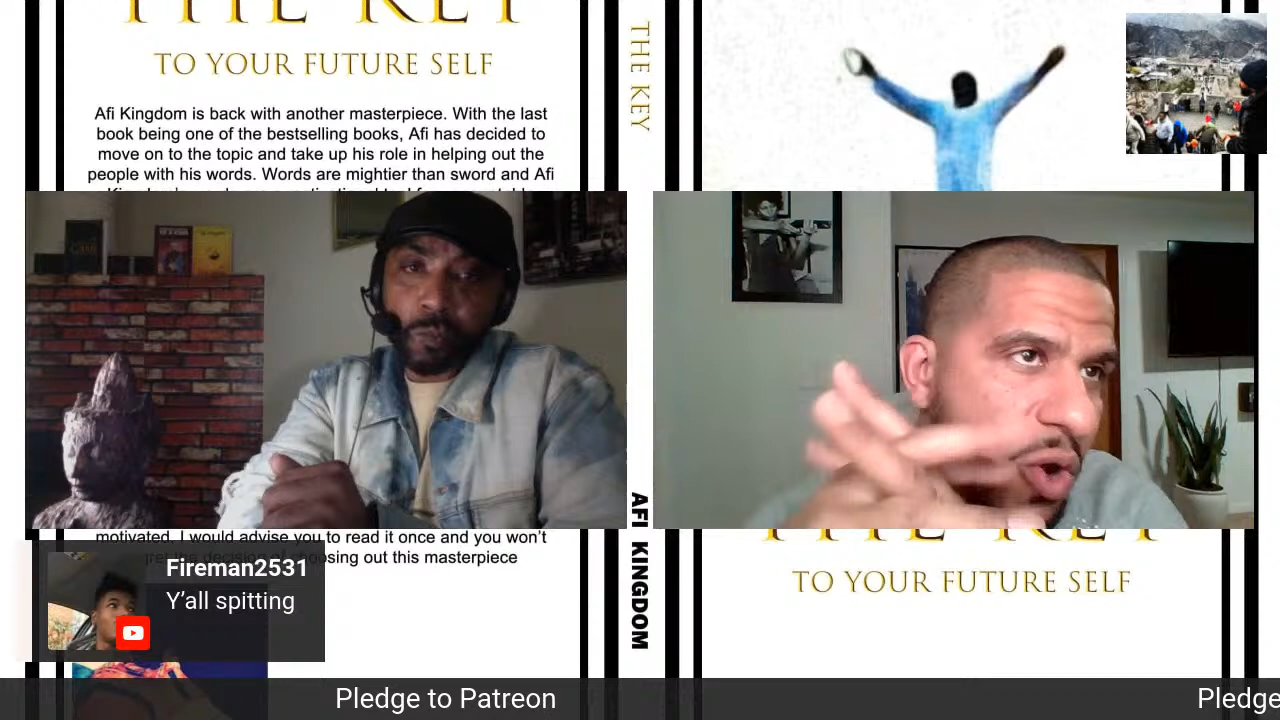 THE KEY
TO YOUR FUTURE SELF
Afi Kingdom is back with another masterpiece. With the last
book being one of the bestselling books, Afi has decided to
move on to the topic and take up his role in helping out the
people with his words. Words are mightier than sword and Afi
motivated. I would advise you to read it once and you won’t
masterpiece
THE KEY
AFI KINGDOM
THE KEY
TO YOUR FUTURE SELF
Fireman2531
Y’all spitting
Pledge to Patreon
Pledge